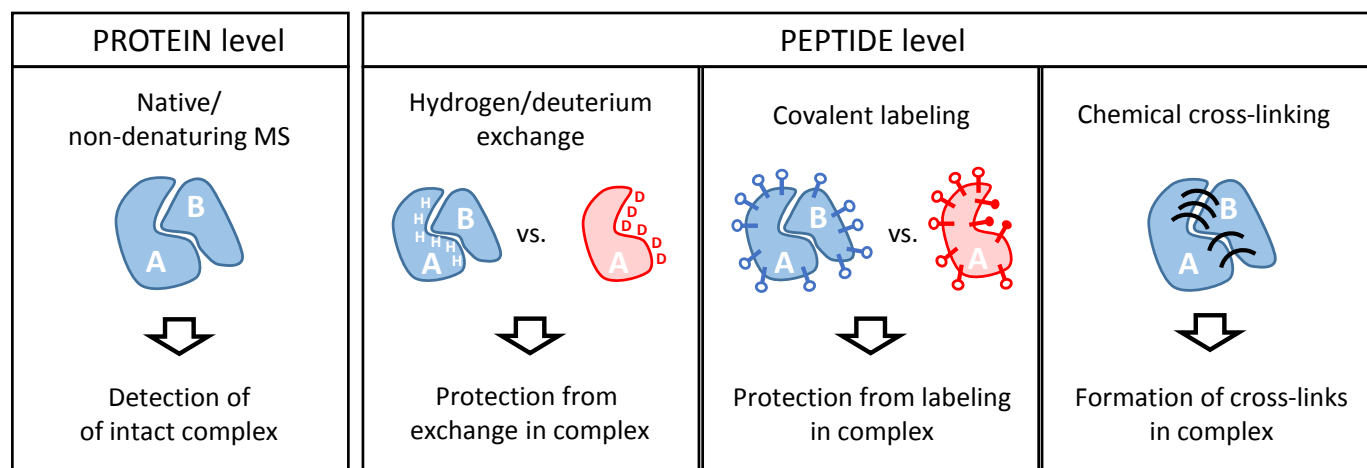 PROTEIN level
PEPTIDE level
Native/
non-denaturing MS
B
A
Detection of
of intact complex
Hydrogen/deuterium
exchange
H
H
H
H
H
H
B
A
vs.
D
D
D
D
D
D
A
Protection from
exchange in complex
Covalent labeling
B
A
vs.
A
Protection from labeling
in complex
Chemical cross-linking
B
A
Formation of cross-links
in complex